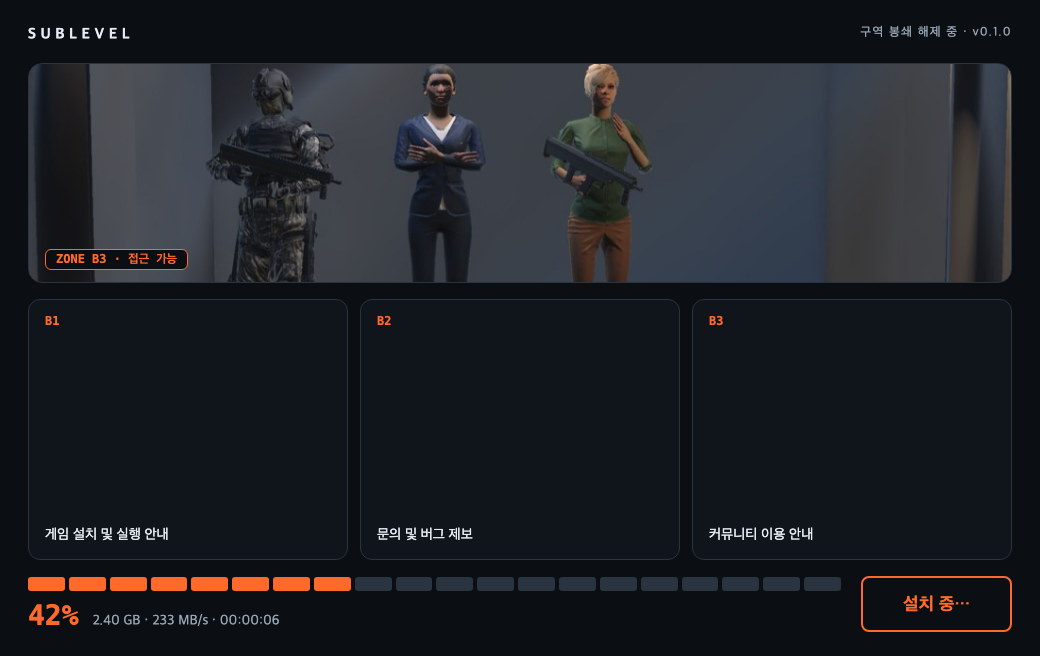 SUBLEVEL
구역 봉쇄 해제 중 · v0.1.0
ZONE B3 · 접근 가능
B1
B2
B3
게임 설치 및 실행 안내
문의 및 버그 제보
커뮤니티 이용 안내
42%
2.40 GB · 233 MB/s · 00:00:06
설치 중···